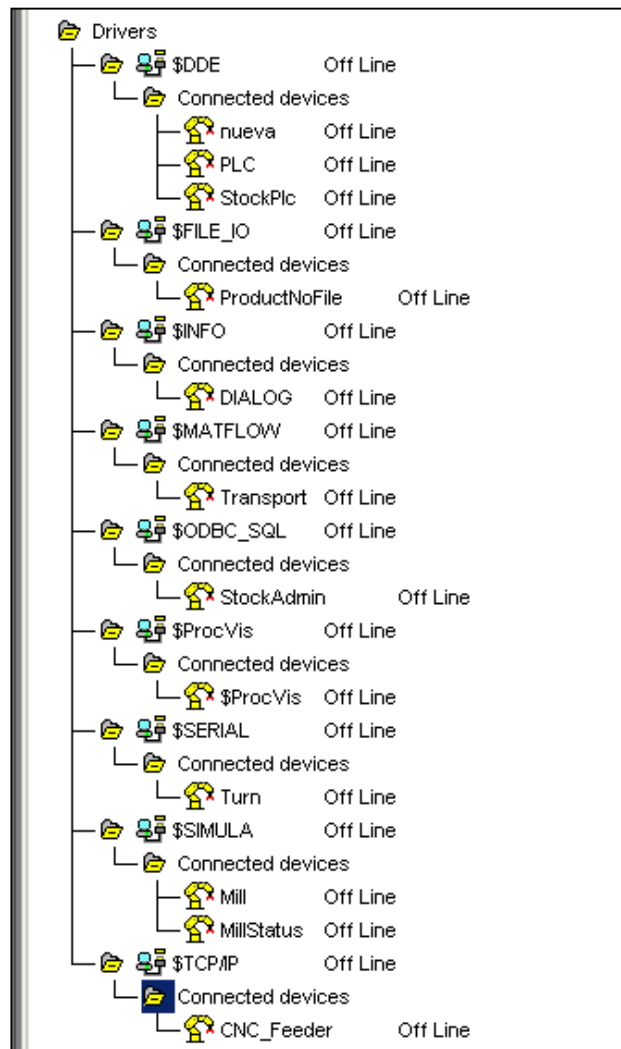 Drivers
$DDE Off Line
Connected devices
nueva Off Line
PLC Off Line
StockPlc Off Line
$FILE_IO Off Line
Connected devices
ProductNoFile Off Line
$INFO Off Line
Connected devices
DIALOG Off Line
$MATFLOW Off Line
Connected devices
Transport Off Line
$ODBC_SQL Off Line
Connected devices
StockAdmin Off Line
$ProcVis Off Line
Connected devices
$ProcVis Off Line
$SERIAL Off Line
Connected devices
Turn Off Line
$SIMULA Off Line
Connected devices
Mill Off Line
MillStatus Off Line
$TCP/IP Off Line
Connected devices
CNC_Feeder Off Line